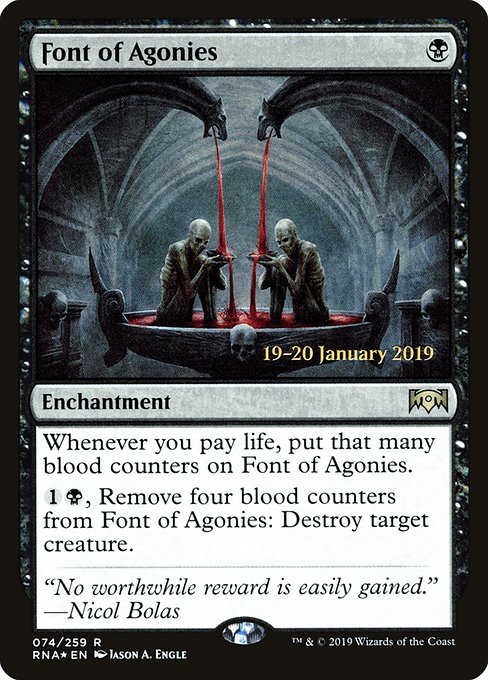 Font of Agonies
19–20 January 2019
Enchantment
Whenever you pay life, put that many
blood counters on Font of Agonies.
1, Remove four blood counters
from Font of Agonies: Destroy target
creature.
“No worthwhile reward is easily gained.”
—Nicol Bolas
074/259 R
RNA★EN Jason A. Engle
™ & © 2019 Wizards of the Coast